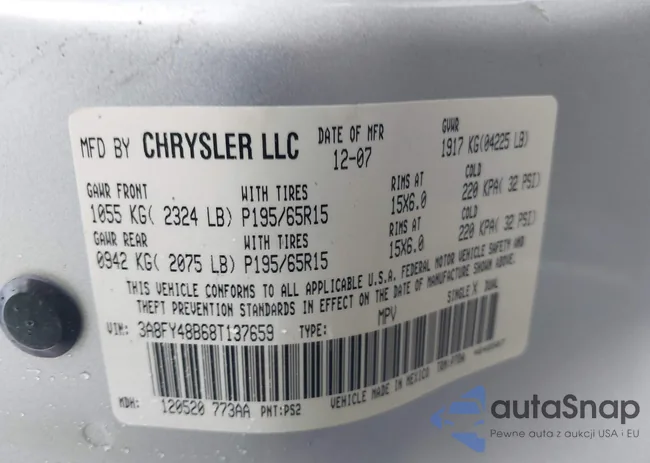 MFD BY CHRYSLER LLC DATE OF MFR 12-07 GVWR 1917 KG(04225 LB)
GAWR FRONT WITH TIRES RIMS AT COLD
1055 KG( 2324 LB) P195/65R15 15X6.0 220 KPA( 32 PSI)
GAWR REAR WITH TIRES RIMS AT COLD
0942 KG( 2075 LB) P195/65R15 15X6.0 220 KPA( 32 PSI)
THIS VEHICLE CONFORMS TO ALL APPLICABLE U.S.A. FEDERAL MOTOR VEHICLE SAFETY AND
THEFT PREVENTION STANDARDS IN EFFECT ON THE DATE OF MANUFACTURE SHOWN ABOVE.
VIN: 3A8FY48B68T137659 TYPE: MPV SINGLE X DUAL
MDH: 120520 773AA PNT:PS2 VEHICLE MADE IN MEXICO
autaSnap
Pewne auta z aukcji USA i EU